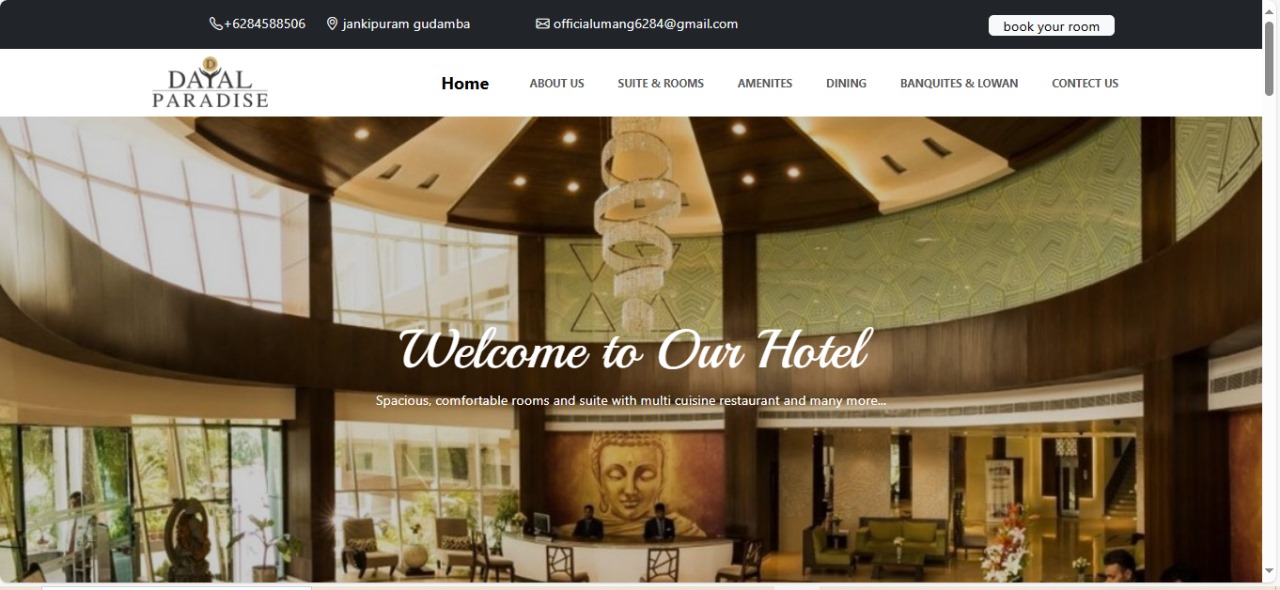 +6284588506 jankipuram gudamba officialumang6284@gmail.com book your room
DAYAL
PARADISE
Home ABOUT US SUITE & ROOMS AMENITES DINING BANQUITES & LOWAN CONTECT US
Welcome to Our Hotel
Spacious, comfortable rooms and suite with multi cuisine restaurant and many more...